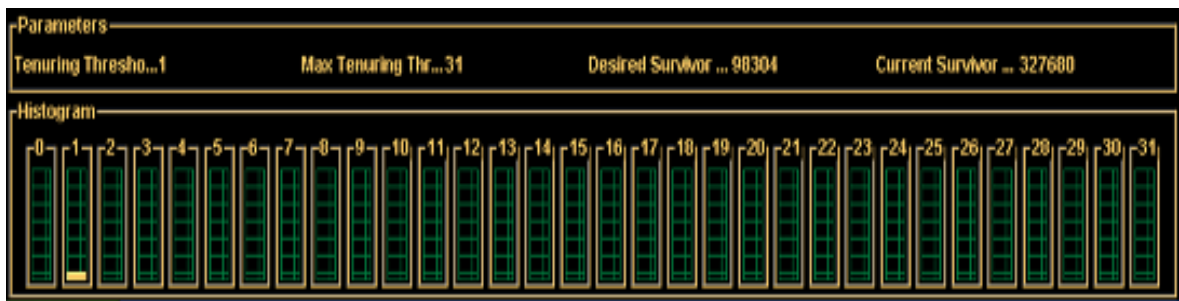 Parameters
Tenuring Thresho...1 Max Tenuring Thr...31 Desired Survivor ... 98304 Current Survivor ... 327680
Histogram
0 1 2 3 4 5 6 7 8 9 10 11 12 13 14 15 16 17 18 19 20 21 22 23 24 25 26 27 28 29 30 31